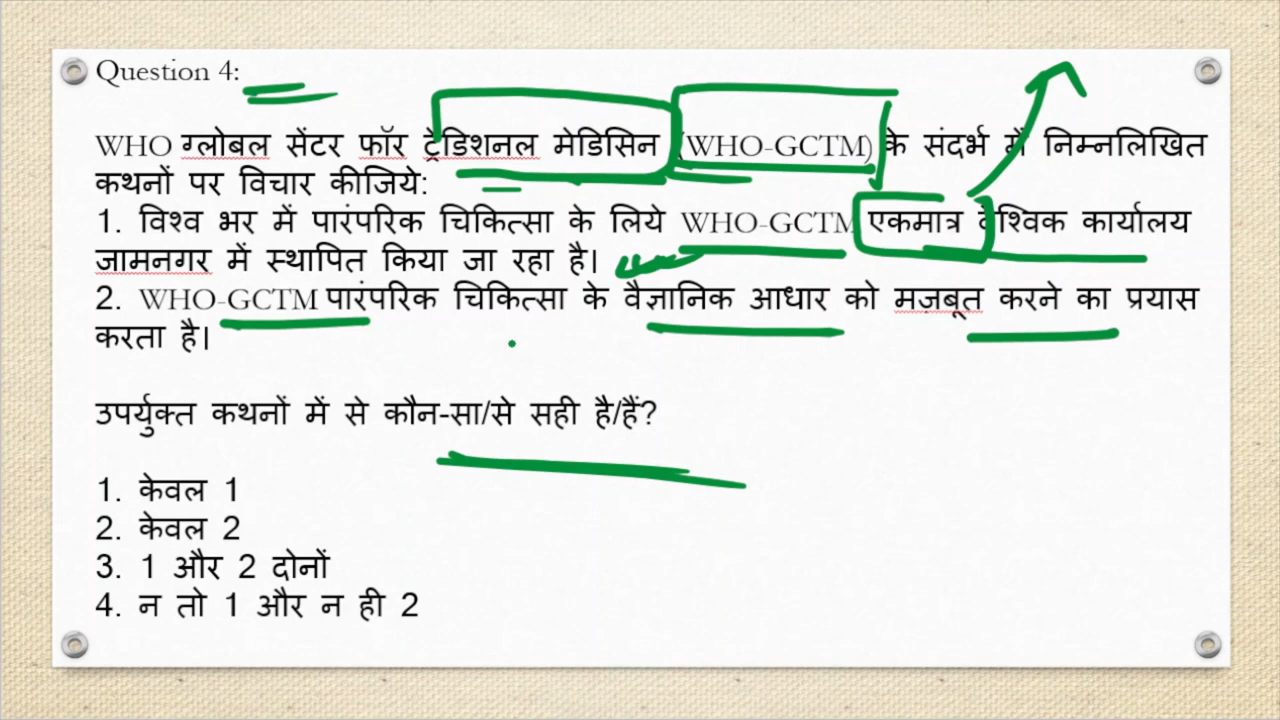 Question 4:
WHO ग्लोबल सेंटर फॉर ट्रेडिशनल मेडिसिन (WHO-GCTM) के संदर्भ में निम्नलिखित
कथनों पर विचार कीजिये:
1. विश्व भर में पारंपरिक चिकित्सा के लिये WHO-GCTM एकमात्र वैश्विक कार्यालय
जामनगर में स्थापित किया जा रहा है।
2. WHO-GCTM पारंपरिक चिकित्सा के वैज्ञानिक आधार को मज़बूत करने का प्रयास
करता है।
उपर्युक्त कथनों में से कौन-सा/से सही है/हैं?
1. केवल 1
2. केवल 2
3. 1 और 2 दोनों
4. न तो 1 और न ही 2